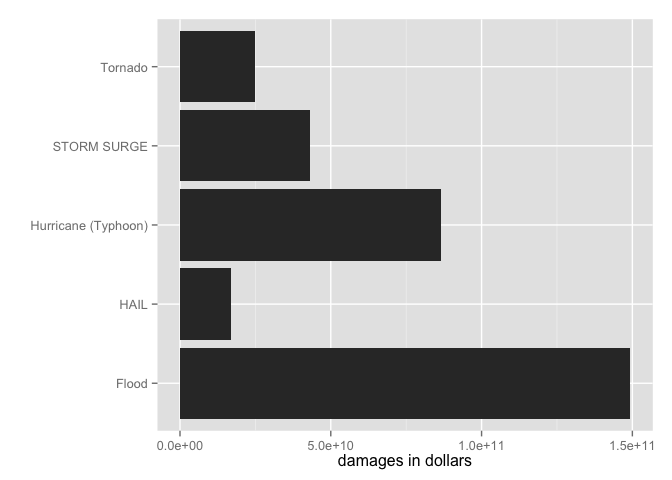 Tornado
STORM SURGE
Hurricane (Typhoon)
HAIL
Flood
0.0e+00 5.0e+10 1.0e+11 1.5e+11
damages in dollars